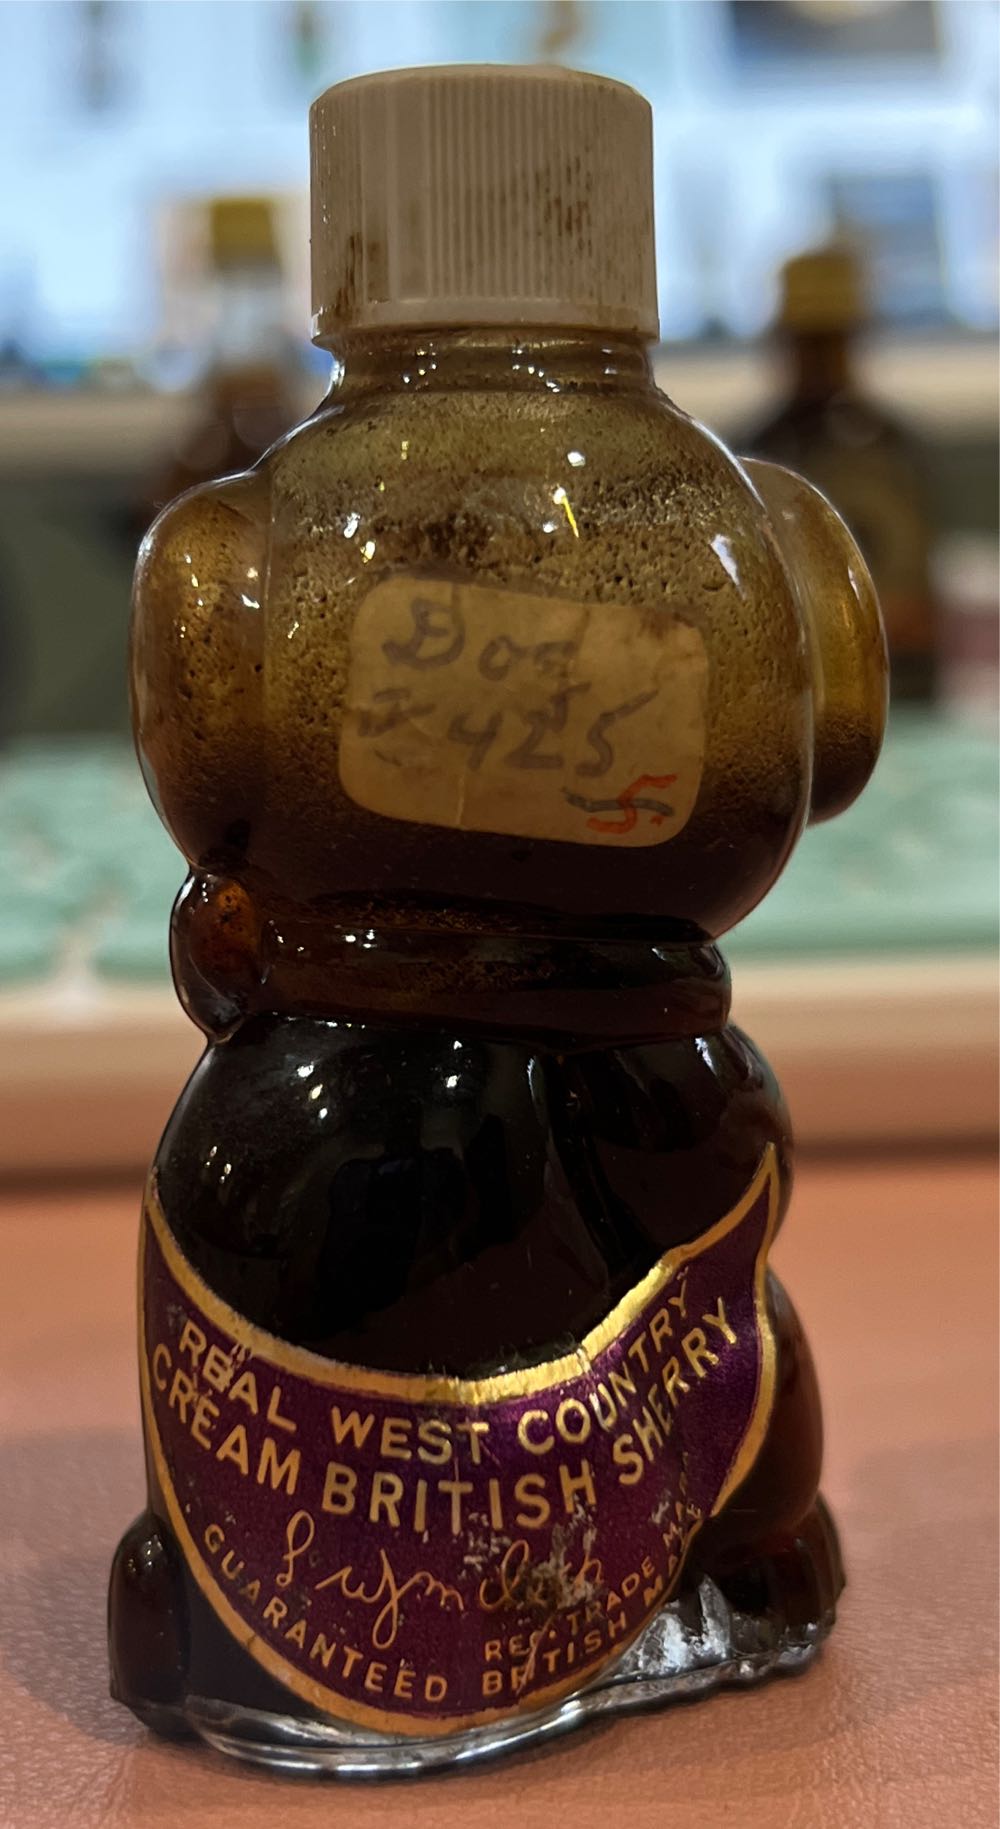 Dog
# 425
5.
REAL WEST COUNTRY
CREAM BRITISH SHERRY
GUARANTEED
REG. TRADE MARK
BRITISH MADE